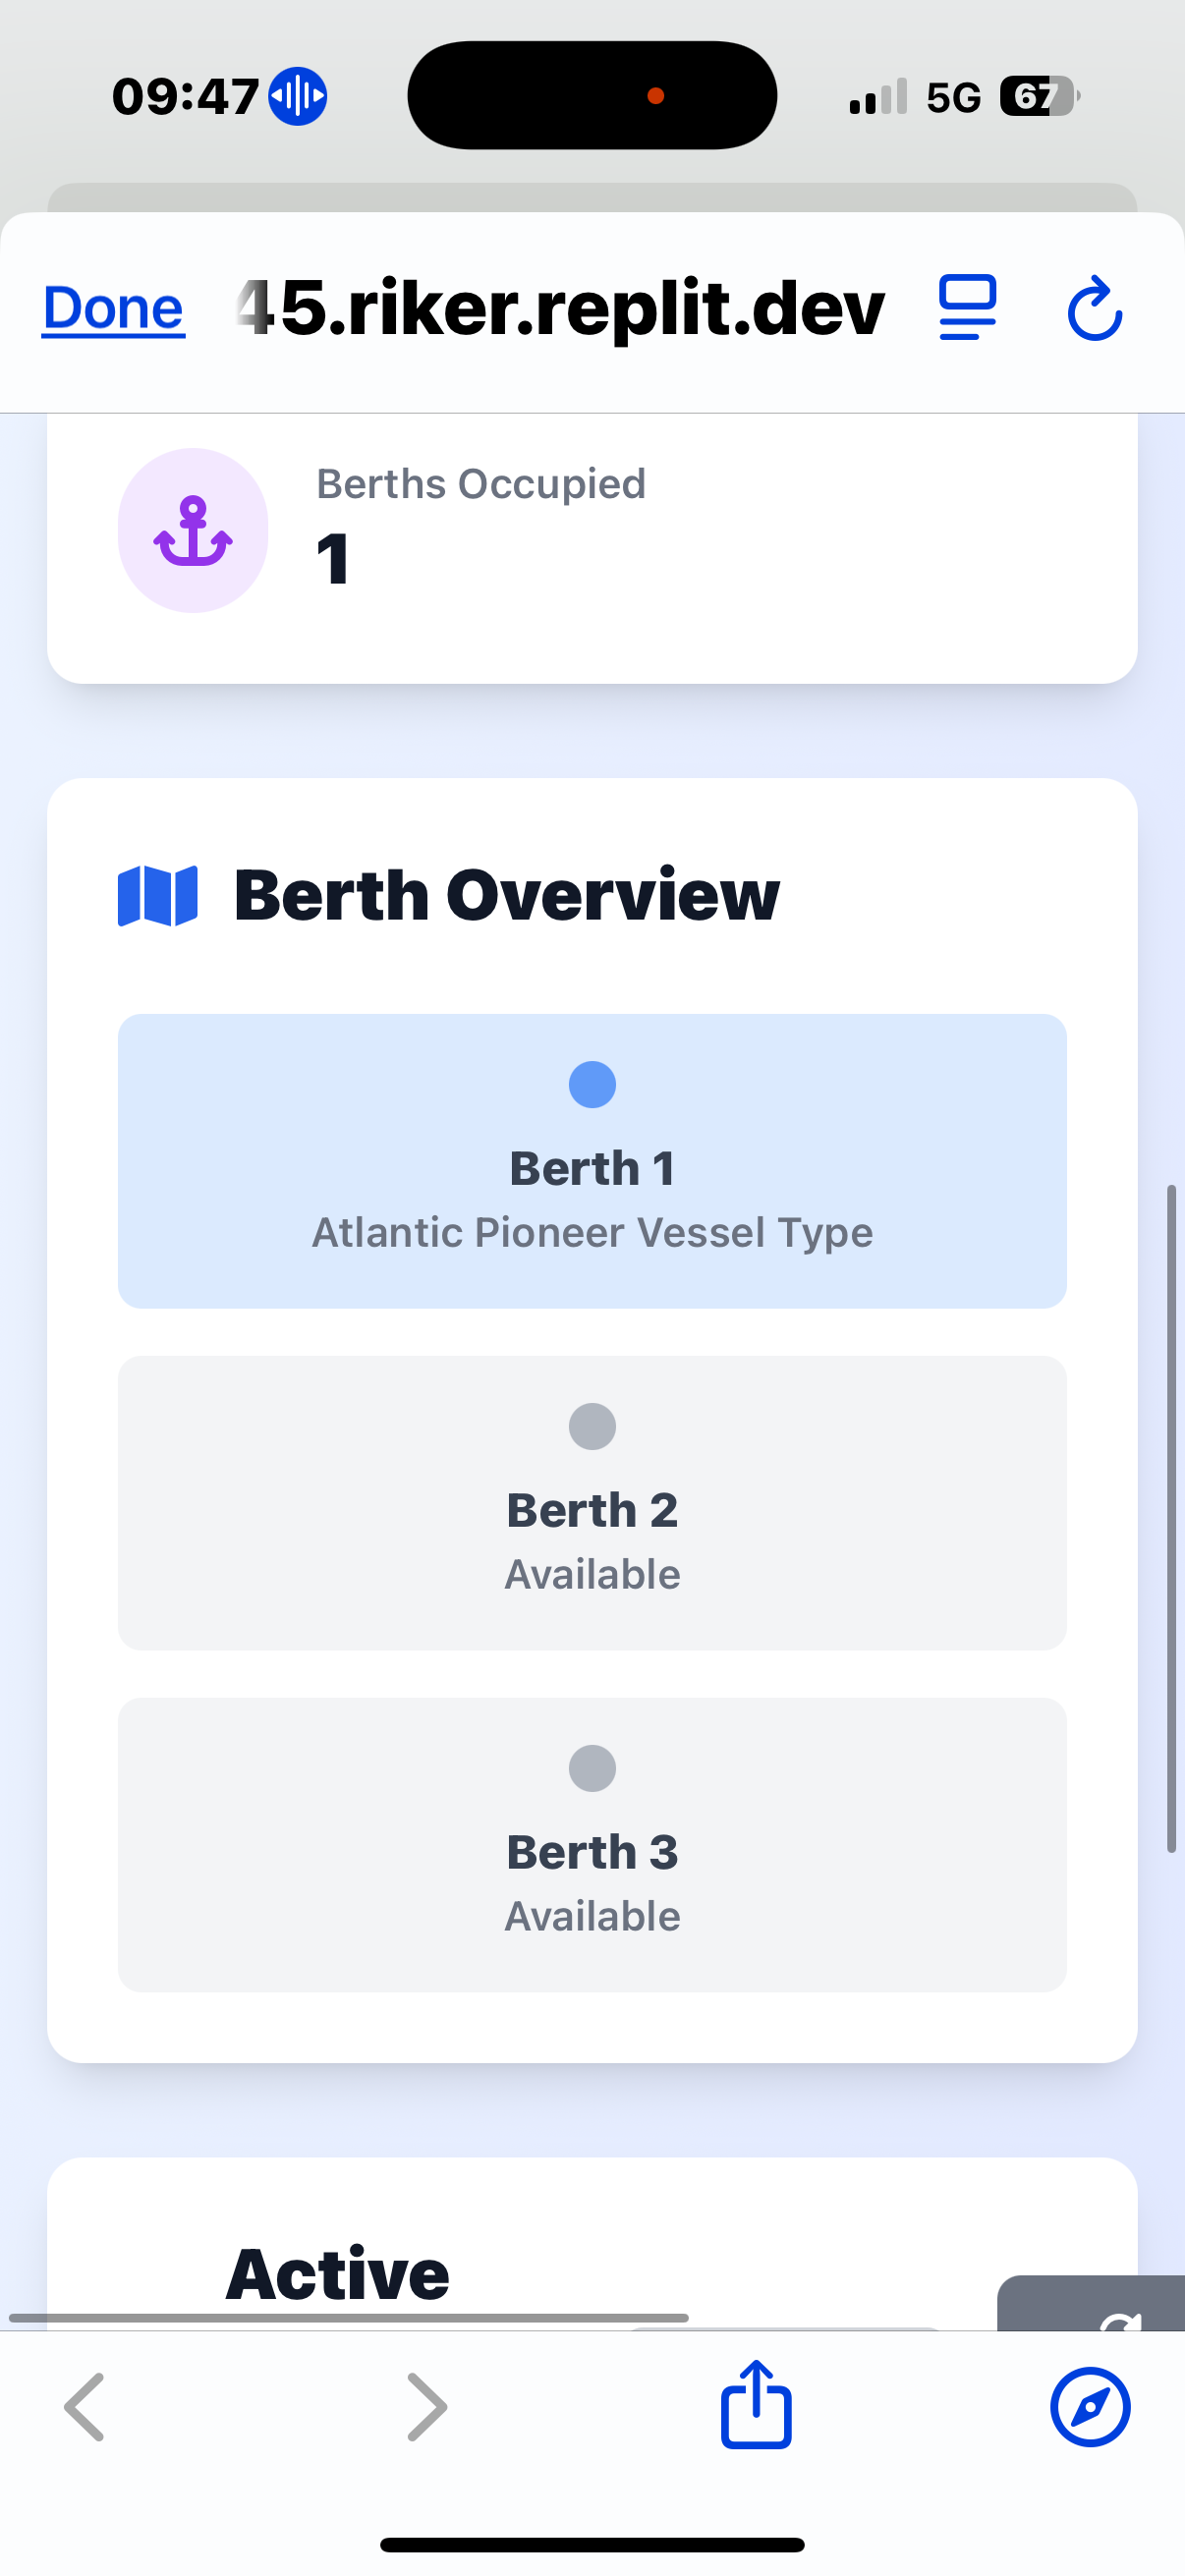 09:47
5G
67
Done
45.riker.replit.dev
Berths Occupied
1
Berth Overview
Berth 1
Atlantic Pioneer Vessel Type
Berth 2
Available
Berth 3
Available
Active